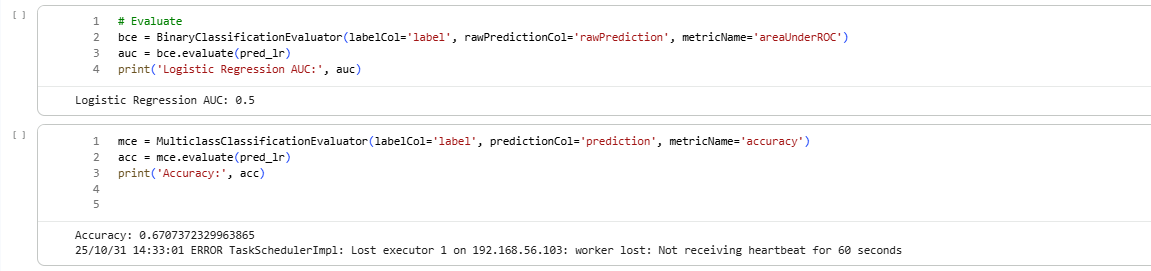 [ ]
1 # Evaluate
2 bce = BinaryClassificationEvaluator(labelCol='label', rawPredictionCol='rawPrediction', metricName='areaUnderROC')
3 auc = bce.evaluate(pred_lr)
4 print('Logistic Regression AUC:', auc)
Logistic Regression AUC: 0.5
[ ]
1 mce = MulticlassClassificationEvaluator(labelCol='label', predictionCol='prediction', metricName='accuracy')
2 acc = mce.evaluate(pred_lr)
3 print('Accuracy:', acc)
4
5
Accuracy: 0.6707372329963865
25/10/31 14:33:01 ERROR TaskSchedulerImpl: Lost executor 1 on 192.168.56.103: worker lost: Not receiving heartbeat for 60 seconds